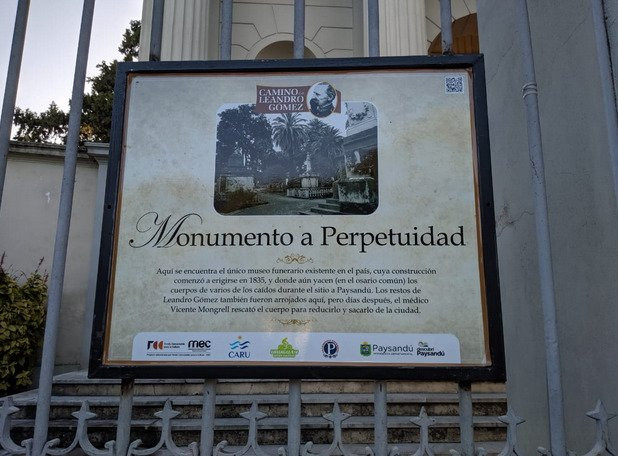 CAMINO
LEANDRO
GÓMEZ
Monumento a Perpetuidad
Aquí se encuentra el único museo funerario existente en el país, cuya construcción
comenzó a erigirse en 1835, y donde aún yacen (en el osario común) los
cuerpos de varios de los caídos durante el sitio a Paysandú. Los restos de
Leandro Gómez también fueron arrojados aquí, pero días después, el médico
Vicente Mongrell rescató el cuerpo para reducirlo y sacarlo de la ciudad.
mec
CARU
Paysandú
descubrí
Paysandú